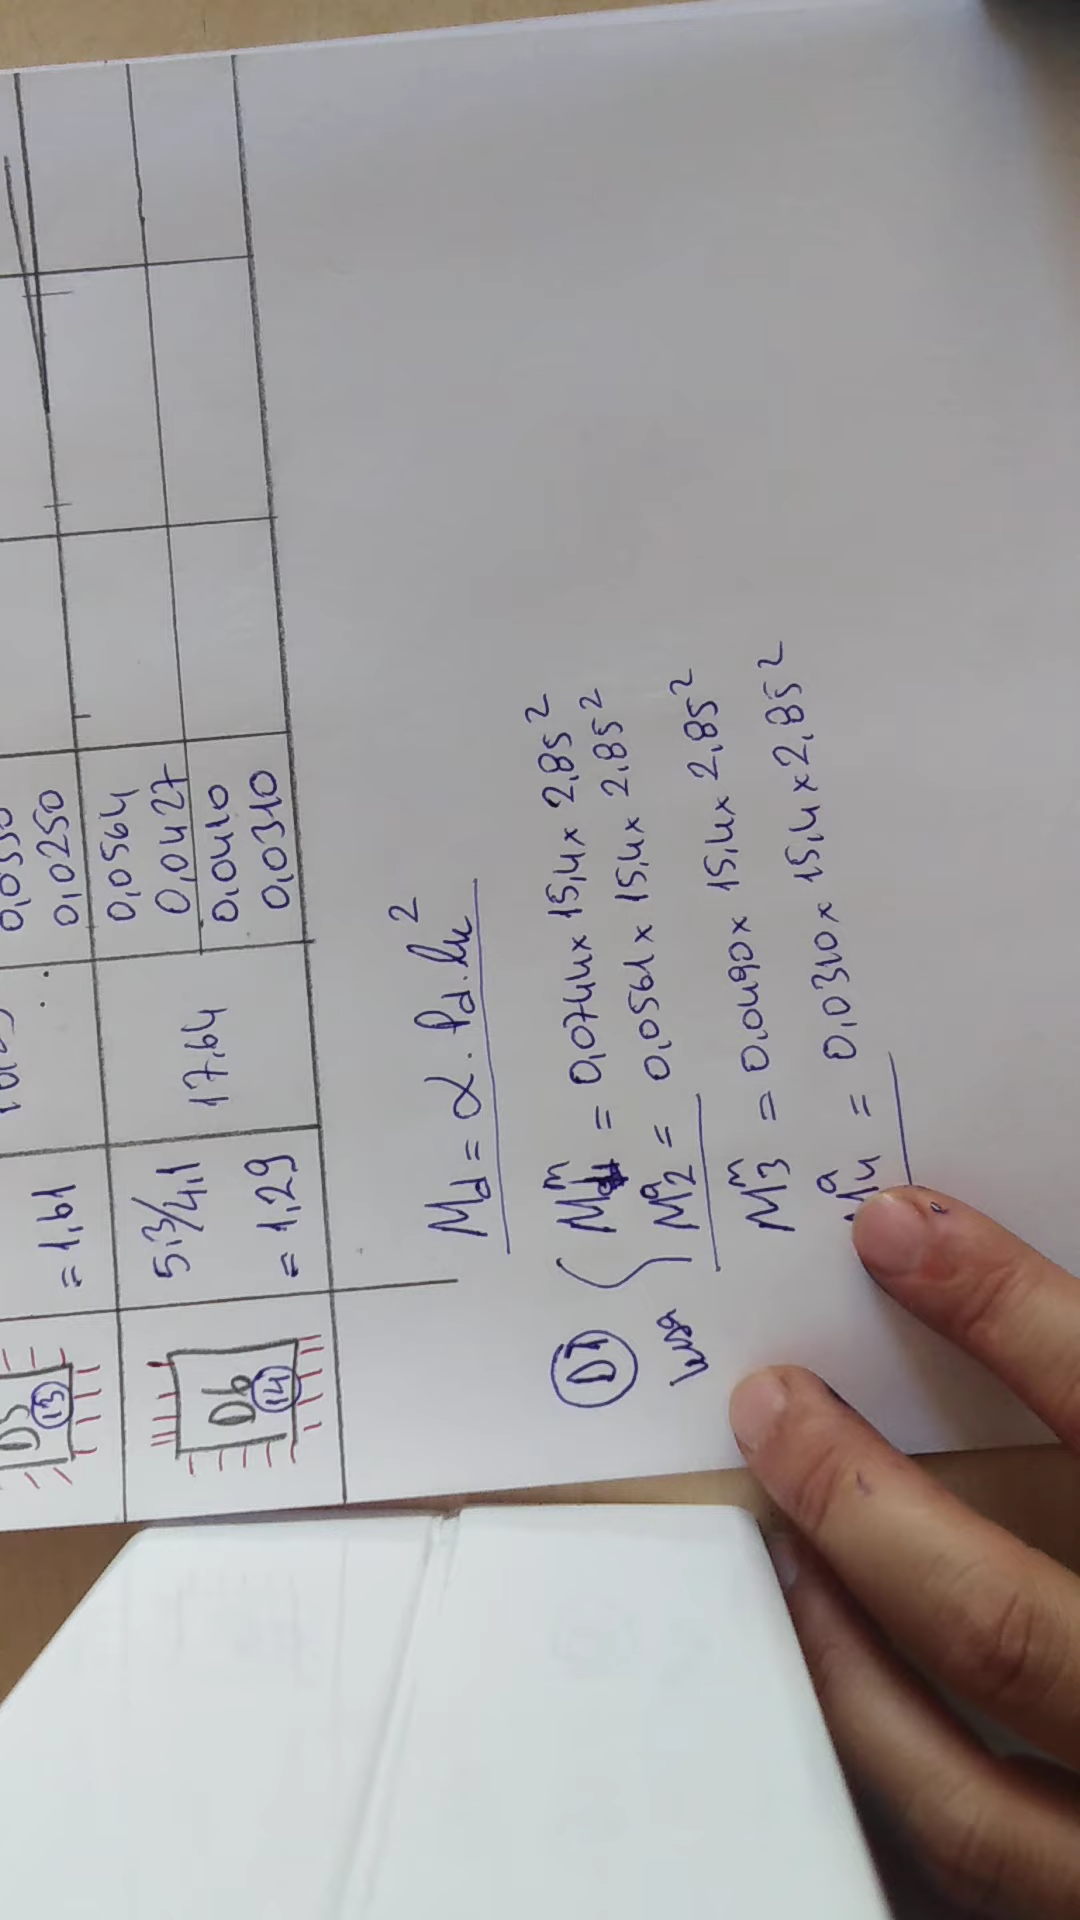 D5
13
= 1,61
0,0250
D6
14
5.3/4.1
= 1,29
17.64
0,0564
0,0427
0,0410
0,0310
Md = α . Pd . lk²
D1
Md1 m = 0,0744 x 15,4 x 2.85²
Ma2 = 0.0561 x 15,4 x 2.85²
Mm3 = 0.0490 x 15,4 x 2.85²
Ma4 = 0.0310 x 15,4 x 2.85²